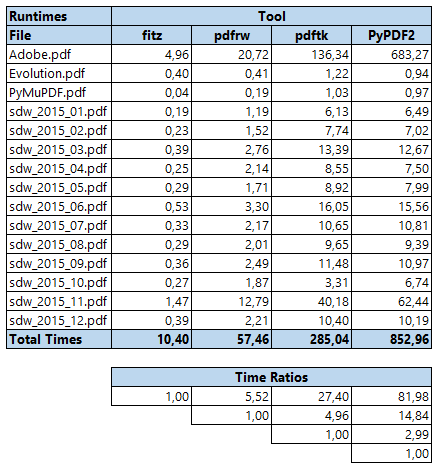 Runtimes Tool
File fitz pdfrw pdftk PyPDF2
Adobe.pdf 4,96 20,72 136,34 683,27
Evolution.pdf 0,40 0,41 1,22 0,94
PyMuPDF.pdf 0,04 0,19 1,03 0,97
sdw_2015_01.pdf 0,19 1,19 6,13 6,49
sdw_2015_02.pdf 0,23 1,52 7,74 7,02
sdw_2015_03.pdf 0,39 2,76 13,39 12,67
sdw_2015_04.pdf 0,25 2,14 8,55 7,50
sdw_2015_05.pdf 0,29 1,71 8,92 7,99
sdw_2015_06.pdf 0,53 3,30 16,05 15,56
sdw_2015_07.pdf 0,33 2,17 10,65 10,81
sdw_2015_08.pdf 0,29 2,01 9,65 9,39
sdw_2015_09.pdf 0,36 2,49 11,48 10,97
sdw_2015_10.pdf 0,27 1,87 3,31 6,74
sdw_2015_11.pdf 1,47 12,79 40,18 62,44
sdw_2015_12.pdf 0,39 2,21 10,40 10,19
Total Times 10,40 57,46 285,04 852,96
Time Ratios
1,00 5,52 27,40 81,98
1,00 4,96 14,84
1,00 2,99
1,00